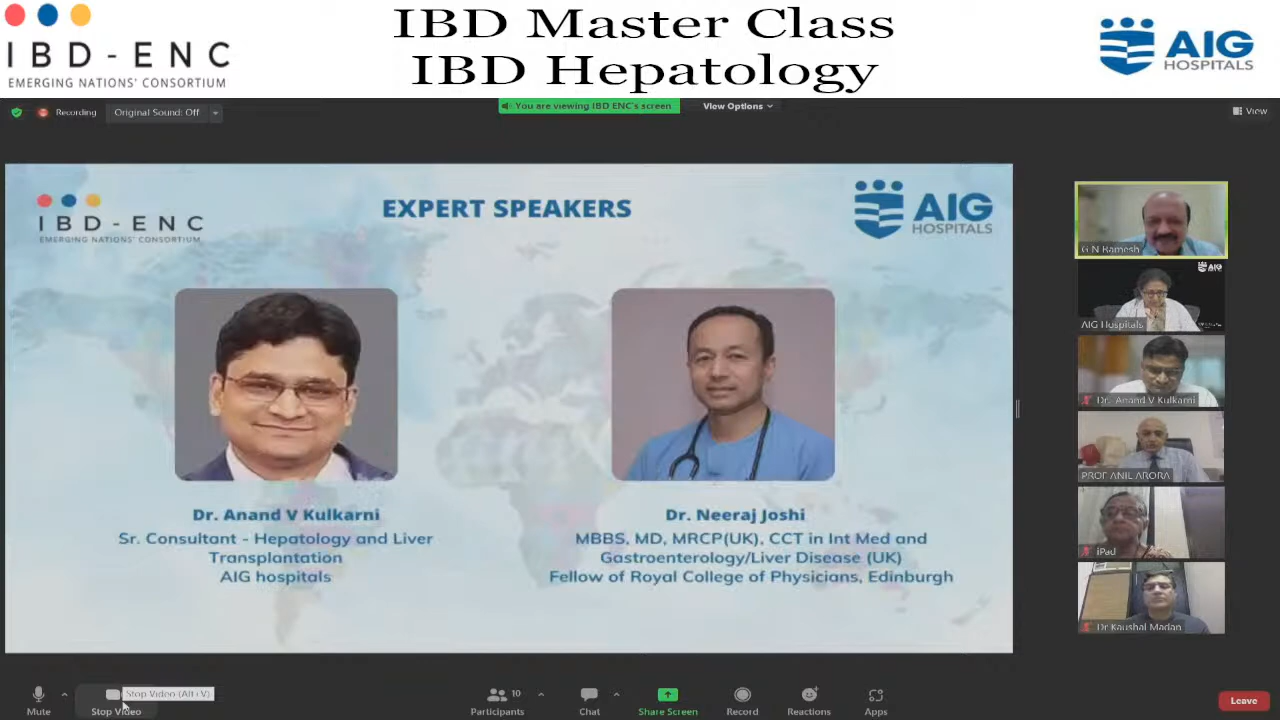 IBD-ENC
EMERGING NATIONS' CONSORTIUM
IBD Master Class
IBD Hepatology
AIG
HOSPITALS
Recording
Original Sound: Off
You are viewing IBD ENC's screen
View Options
View
IBD-ENC
EMERGING NATIONS' CONSORTIUM
EXPERT SPEAKERS
AIG
HOSPITALS
Dr. Anand V Kulkarni
Sr. Consultant - Hepatology and Liver
Transplantation
AIG hospitals
Dr. Neeraj Joshi
MBBS, MD, MRCP(UK), CCT in Int Med and
Gastroenterology/Liver Disease (UK)
Fellow of Royal College of Physicians, Edinburgh
G N Ramesh
AIG
AIG Hospitals
Dr. Anand V Kulkarni
PROF ANIL ARORA
iPad
Dr Kaushal Madan
Mute
Stop Video (Alt+V)
Stop Video
10
Participants
Chat
Share Screen
Record
Reactions
Apps
Leave